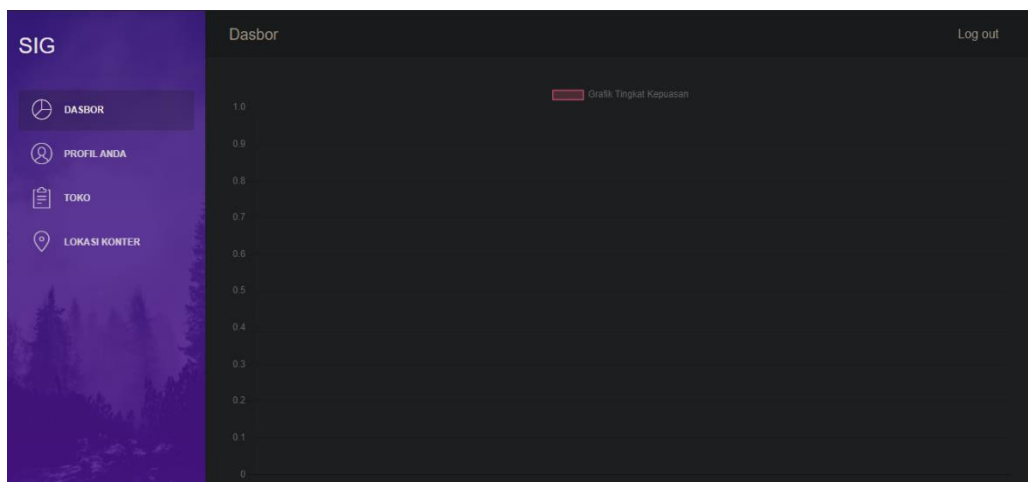 SIG
DASBOR
PROFIL ANDA
TOKO
LOKASI KONTER
Dasbor
Log out
Grafik Tingkat Kepuasan
1.0
0.9
0.8
0.7
0.6
0.5
0.4
0.3
0.2
0.1
0